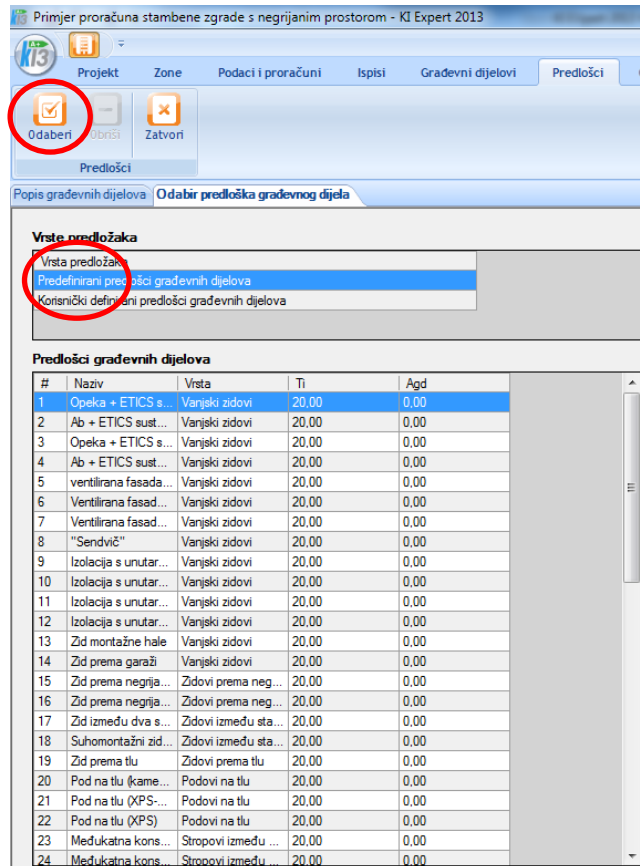 Primjer proračuna stambene zgrade s negrijanim prostorom - KI Expert 2013
A+
ki3
Projekt Zone Podaci i proračuni Ispisi Građevni dijelovi Predlošci
Odaberi Obriši Zatvori
Predlošci
Popis građevnih dijelova Odabir predloška građevnog dijela
Vrste predložaka
Vrsta predložaka
Predefinirani predlošci građevnih dijelova
Korisnički definirani predlošci građevnih dijelova
Predlošci građevnih dijelova
# Naziv Vrsta Ti Agd
1 Opeka + ETICS s... Vanjski zidovi 20,00 0,00
2 Ab + ETICS sust... Vanjski zidovi 20,00 0,00
3 Opeka + ETICS s... Vanjski zidovi 20,00 0,00
4 Ab + ETICS sust... Vanjski zidovi 20,00 0,00
5 ventilirana fasada... Vanjski zidovi 20,00 0,00
6 Ventilirana fasad... Vanjski zidovi 20,00 0,00
7 Ventilirana fasad... Vanjski zidovi 20,00 0,00
8 "Sendvič" Vanjski zidovi 20,00 0,00
9 Izolacija s unutar... Vanjski zidovi 20,00 0,00
10 Izolacija s unutar... Vanjski zidovi 20,00 0,00
11 Izolacija s unutar... Vanjski zidovi 20,00 0,00
12 Izolacija s unutar... Vanjski zidovi 20,00 0,00
13 Zid montažne hale Vanjski zidovi 20,00 0,00
14 Zid prema garaži Vanjski zidovi 20,00 0,00
15 Zid prema negrija... Zidovi prema neg... 20,00 0,00
16 Zid prema negrija... Zidovi prema neg... 20,00 0,00
17 Zid između dva s... Zidovi između sta... 20,00 0,00
18 Suhomontažni zid... Zidovi između sta... 20,00 0,00
19 Zid prema tlu Zidovi prema tlu 20,00 0,00
20 Pod na tlu (kame... Podovi na tlu 20,00 0,00
21 Pod na tlu (XPS-... Podovi na tlu 20,00 0,00
22 Pod na tlu (XPS) Podovi na tlu 20,00 0,00
23 Međukatna kons... Stropovi između ... 20,00 0,00
24 Međukatna kons... Stropovi između ... 20,00 0,00